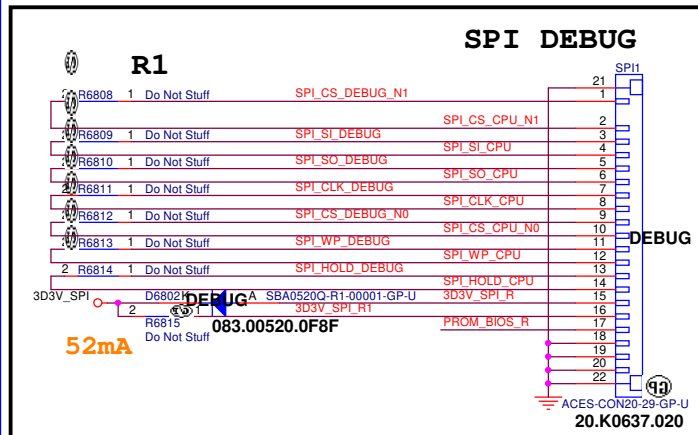 SPI DEBUG
R1
SPI1
21
R6808 1 Do Not Stuff SPI_CS_DEBUG_N1 1
SPI_CS_CPU_N1 2
R6809 1 Do Not Stuff SPI_SI_DEBUG 3
SPI_SI_CPU 4
R6810 1 Do Not Stuff SPI_SO_DEBUG 5
SPI_SO_CPU 6
2 R6811 1 Do Not Stuff SPI_CLK_DEBUG 7
SPI_CLK_CPU 8
R6812 1 Do Not Stuff SPI_CS_DEBUG_N0 9
SPI_CS_CPU_N0 10
R6813 1 Do Not Stuff SPI_WP_DEBUG 11 DEBUG
SPI_WP_CPU 12
2 R6814 1 Do Not Stuff SPI_HOLD_DEBUG 13
SPI_HOLD_CPU 14
3D3V_SPI D6802 K DEBUG A SBA0520Q-R1-00001-GP-U 3D3V_SPI_R 15
2 1 3D3V_SPI_R1 16
R6815 083.00520.0F8F PROM_BIOS_R 17
Do Not Stuff
52mA
18
19
20
22
ACES-CON20-29-GP-U
20.K0637.020